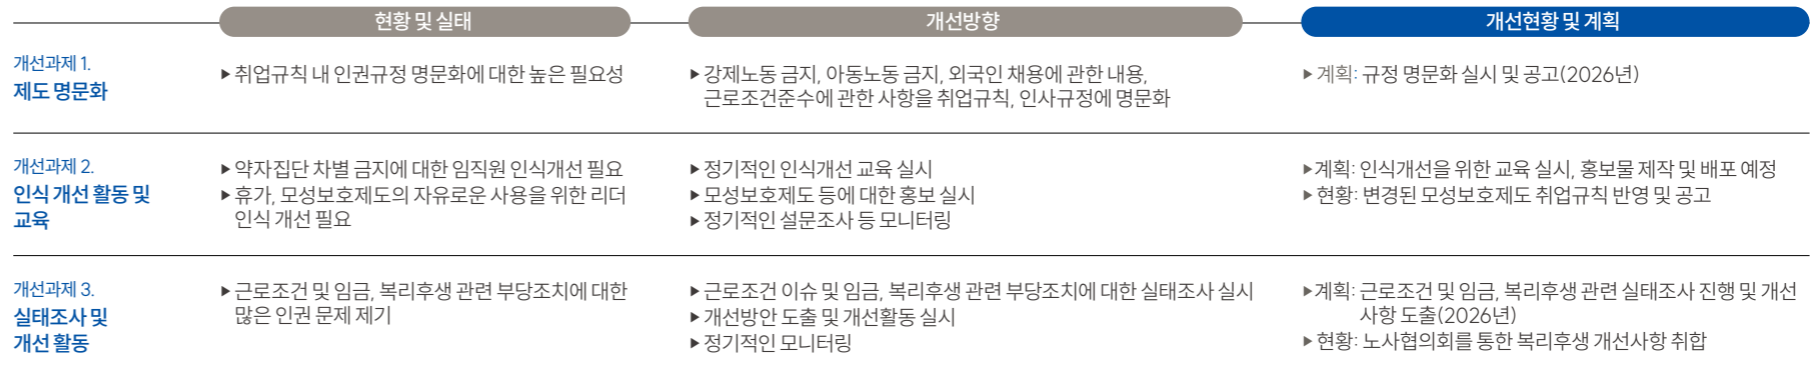 현황 및 실태
개선방향
개선현황 및 계획
개선과제 1.
제도 명문화
▶ 취업규칙 내 인권규정 명문화에 대한 높은 필요성
▶ 강제노동 금지, 아동노동 금지, 외국인 채용에 관한 내용,
근로조건준수에 관한 사항을 취업규칙, 인사규정에 명문화
▶ 계획: 규정 명문화 실시 및 공고(2026년)
개선과제 2.
인식 개선 활동 및
교육
▶ 약자집단 차별 금지에 대한 임직원 인식개선 필요
▶ 휴가, 모성보호제도의 자유로운 사용을 위한 리더
인식 개선 필요
▶ 정기적인 인식개선 교육 실시
▶ 모성보호제도 등에 대한 홍보 실시
▶ 정기적인 설문조사 등 모니터링
▶계획: 인식개선을 위한 교육 실시, 홍보물 제작 및 배포 예정
▶ 현황: 변경된 모성보호제도 취업규칙 반영 및 공고
개선과제 3.
실태조사 및
개선 활동
▶ 근로조건 및 임금, 복리후생 관련 부당조치에 대한
많은 인권 문제 제기
▶ 근로조건 이슈 및 임금, 복리후생 관련 부당조치에 대한 실태조사 실시
▶ 개선방안 도출 및 개선활동 실시
▶ 정기적인 모니터링
▶계획: 근로조건 및 임금, 복리후생 관련 실태조사 진행 및 개선
사항 도출(2026년)
▶ 현황: 노사협의회를 통한 복리후생 개선사항 취합